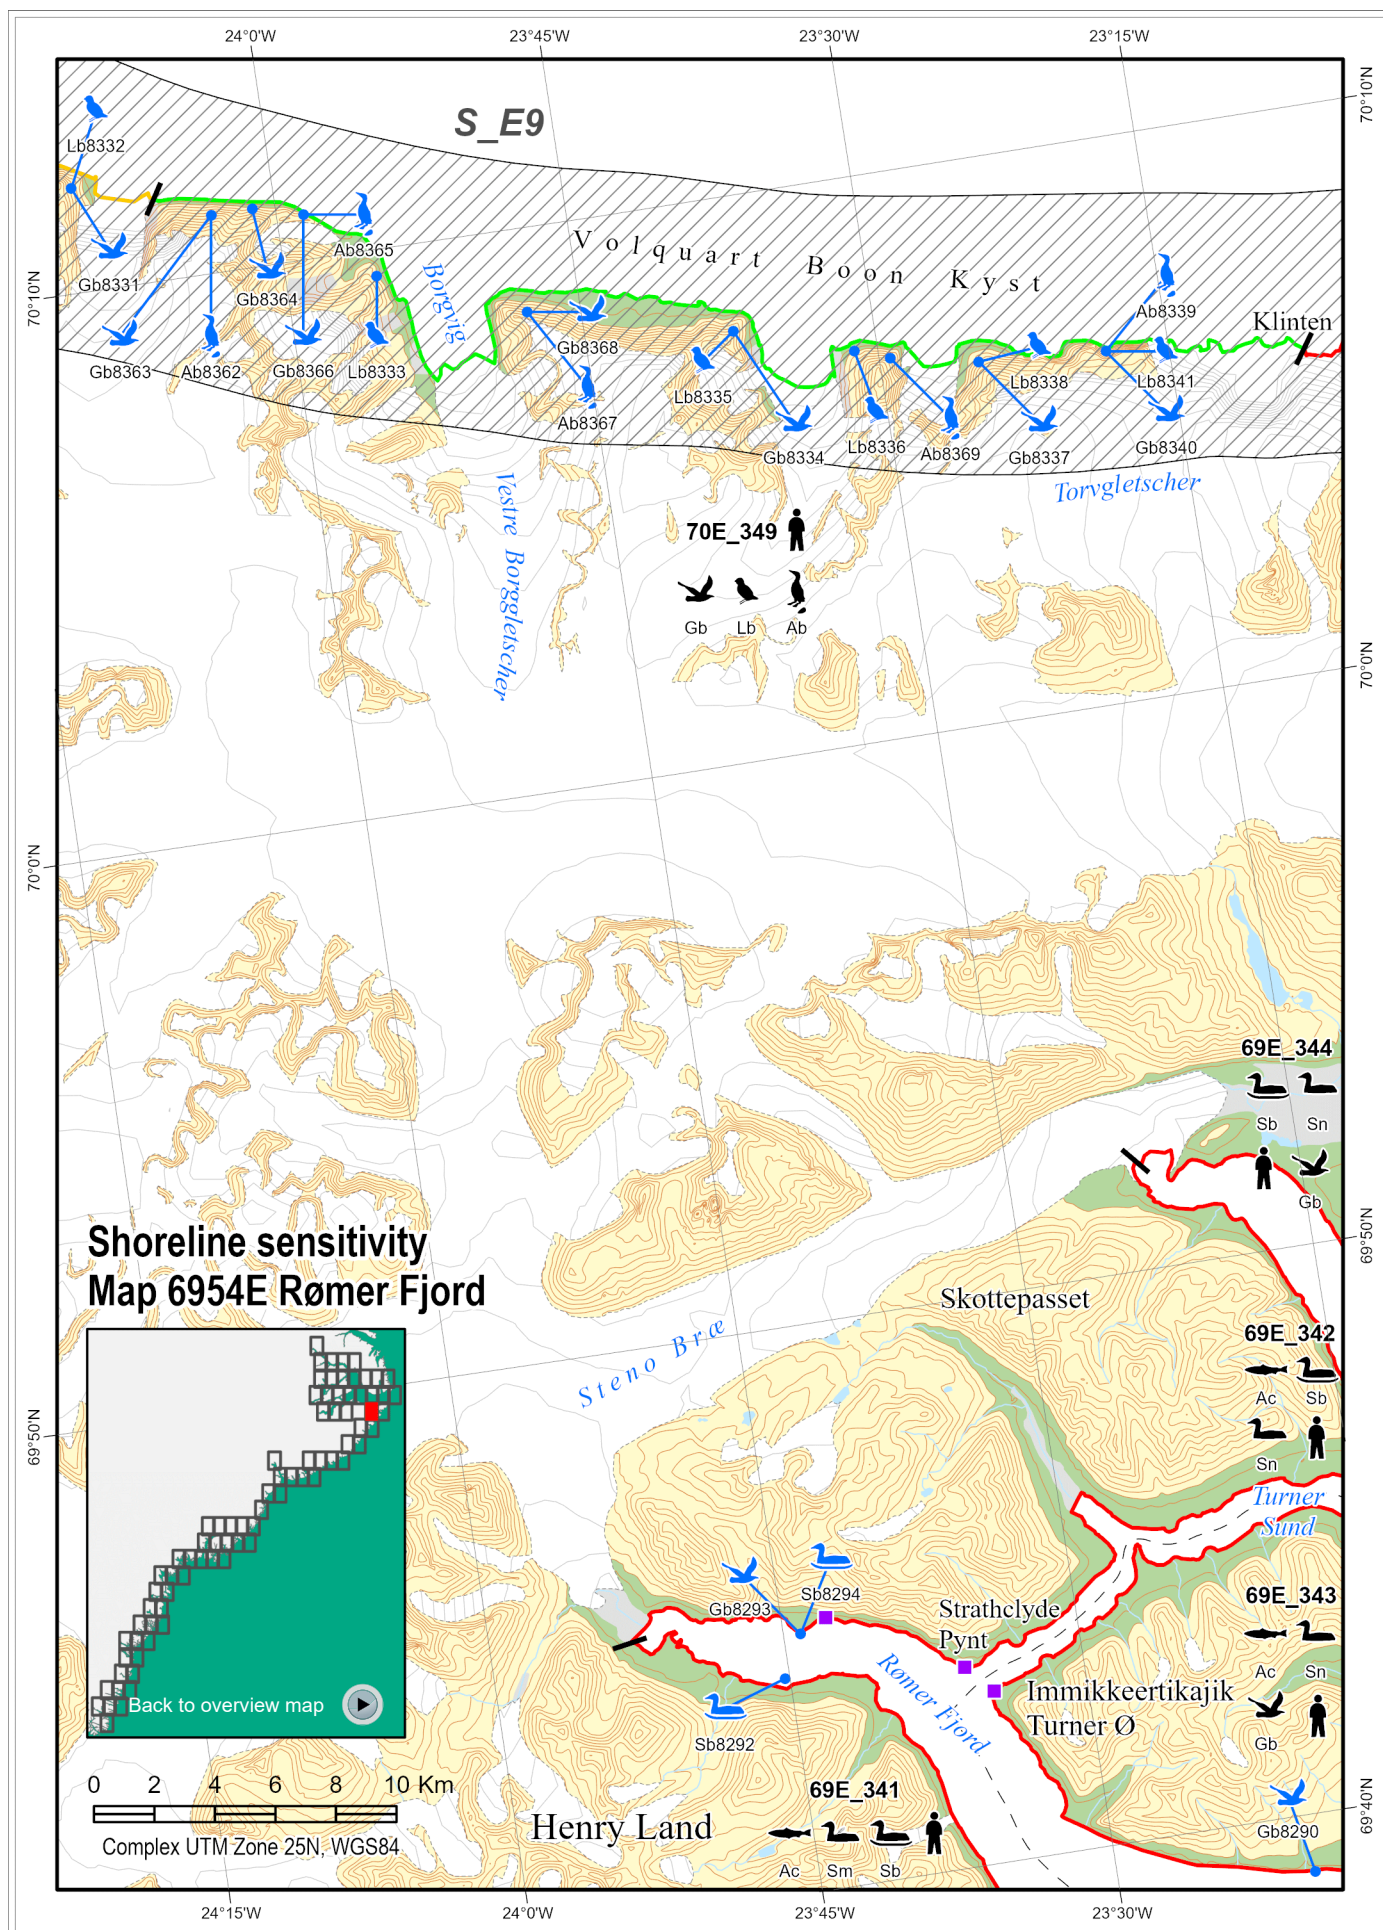 24°0'W
23°45'W
23°30'W
23°15'W
70°10'N
S_E9
Lb8332
Volquart Boon Kyst
Ab8365
Borgvig
Gb8331
Gb8364
Ab8339
Klinten
70°10'N
Gb8363
Ab8362
Gb8366
Lb8333
Gb8368
Lb8335
Lb8338
Lb8341
Ab8367
Gb8334
Lb8336
Ab8369
Gb8337
Gb8340
Vestre Borggletscher
Torvgletscher
70E_349
Gb
Lb
Ab
70°0'N
70°0'N
69E_344
Sb
Sn
Gb
69°50'N
Shoreline sensitivity
Map 6954E Rømer Fjord
Skottepasset
69E_342
Ac
Sb
Sn
Steno Bræ
69°50'N
Turner
Sund
Gb8293
Sb8294
69E_343
Strathclyde
Pynt
Ac
Sn
Rømer Fjord
Immikkeertikajik
Turner Ø
Gb
Back to overview map
Sb8292
0 2 4 6 8 10 Km
69E_341
69°40'N
Henry Land
Gb8290
Complex UTM Zone 25N, WGS84
Ac
Sm
Sb
24°15'W
24°0'W
23°45'W
23°30'W